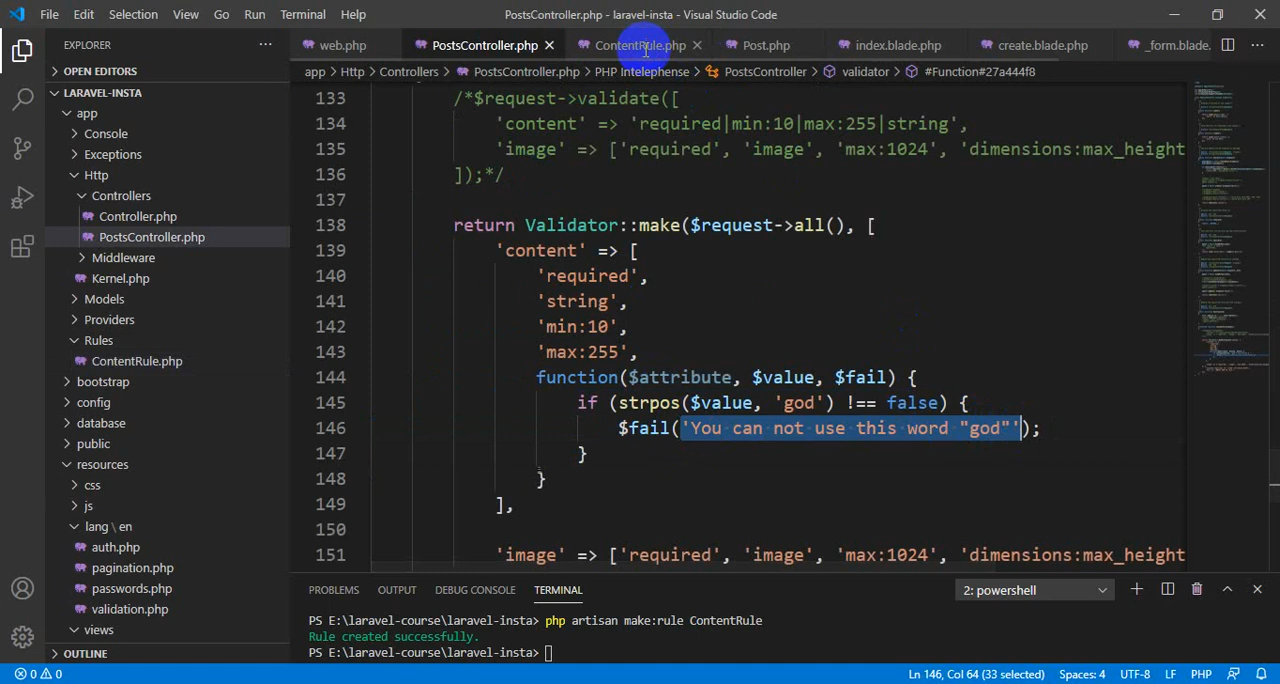 File Edit Selection View Go Run Terminal Help PostsController.php - laravel-insta - Visual Studio Code
EXPLORER
web.php PostsController.php ContentRule.php Post.php index.blade.php create.blade.php _form.blade.
OPEN EDITORS
app > Http > Controllers > PostsController.php > PHP Intelephense > PostsController > validator > #Function#27a444f8
LARAVEL-INSTA
app
Console
Exceptions
Http
Controllers
Controller.php
PostsController.php
Middleware
Kernel.php
Models
Providers
Rules
ContentRule.php
bootstrap
config
database
public
resources
css
js
lang \ en
auth.php
pagination.php
passwords.php
validation.php
views
OUTLINE
133 /*$request->validate([
134 'content' => 'required|min:10|max:255|string',
135 'image' => ['required', 'image', 'max:1024', 'dimensions:max_height
136 ]);*/
137
138 return Validator::make($request->all(), [
139 'content' => [
140 'required',
141 'string',
142 'min:10',
143 'max:255',
144 function($attribute, $value, $fail) {
145 if (strpos($value, 'god') !== false) {
146 $fail('You can not use this word "god"');
147 }
148 }
149 ],
150
151 'image' => ['required', 'image', 'max:1024', 'dimensions:max_height
PROBLEMS OUTPUT DEBUG CONSOLE TERMINAL 2: powershell
PS E:\laravel-course\laravel-insta> php artisan make:rule ContentRule
Rule created successfully.
PS E:\laravel-course\laravel-insta>
0 0 Ln 146, Col 64 (33 selected) Spaces: 4 UTF-8 LF PHP